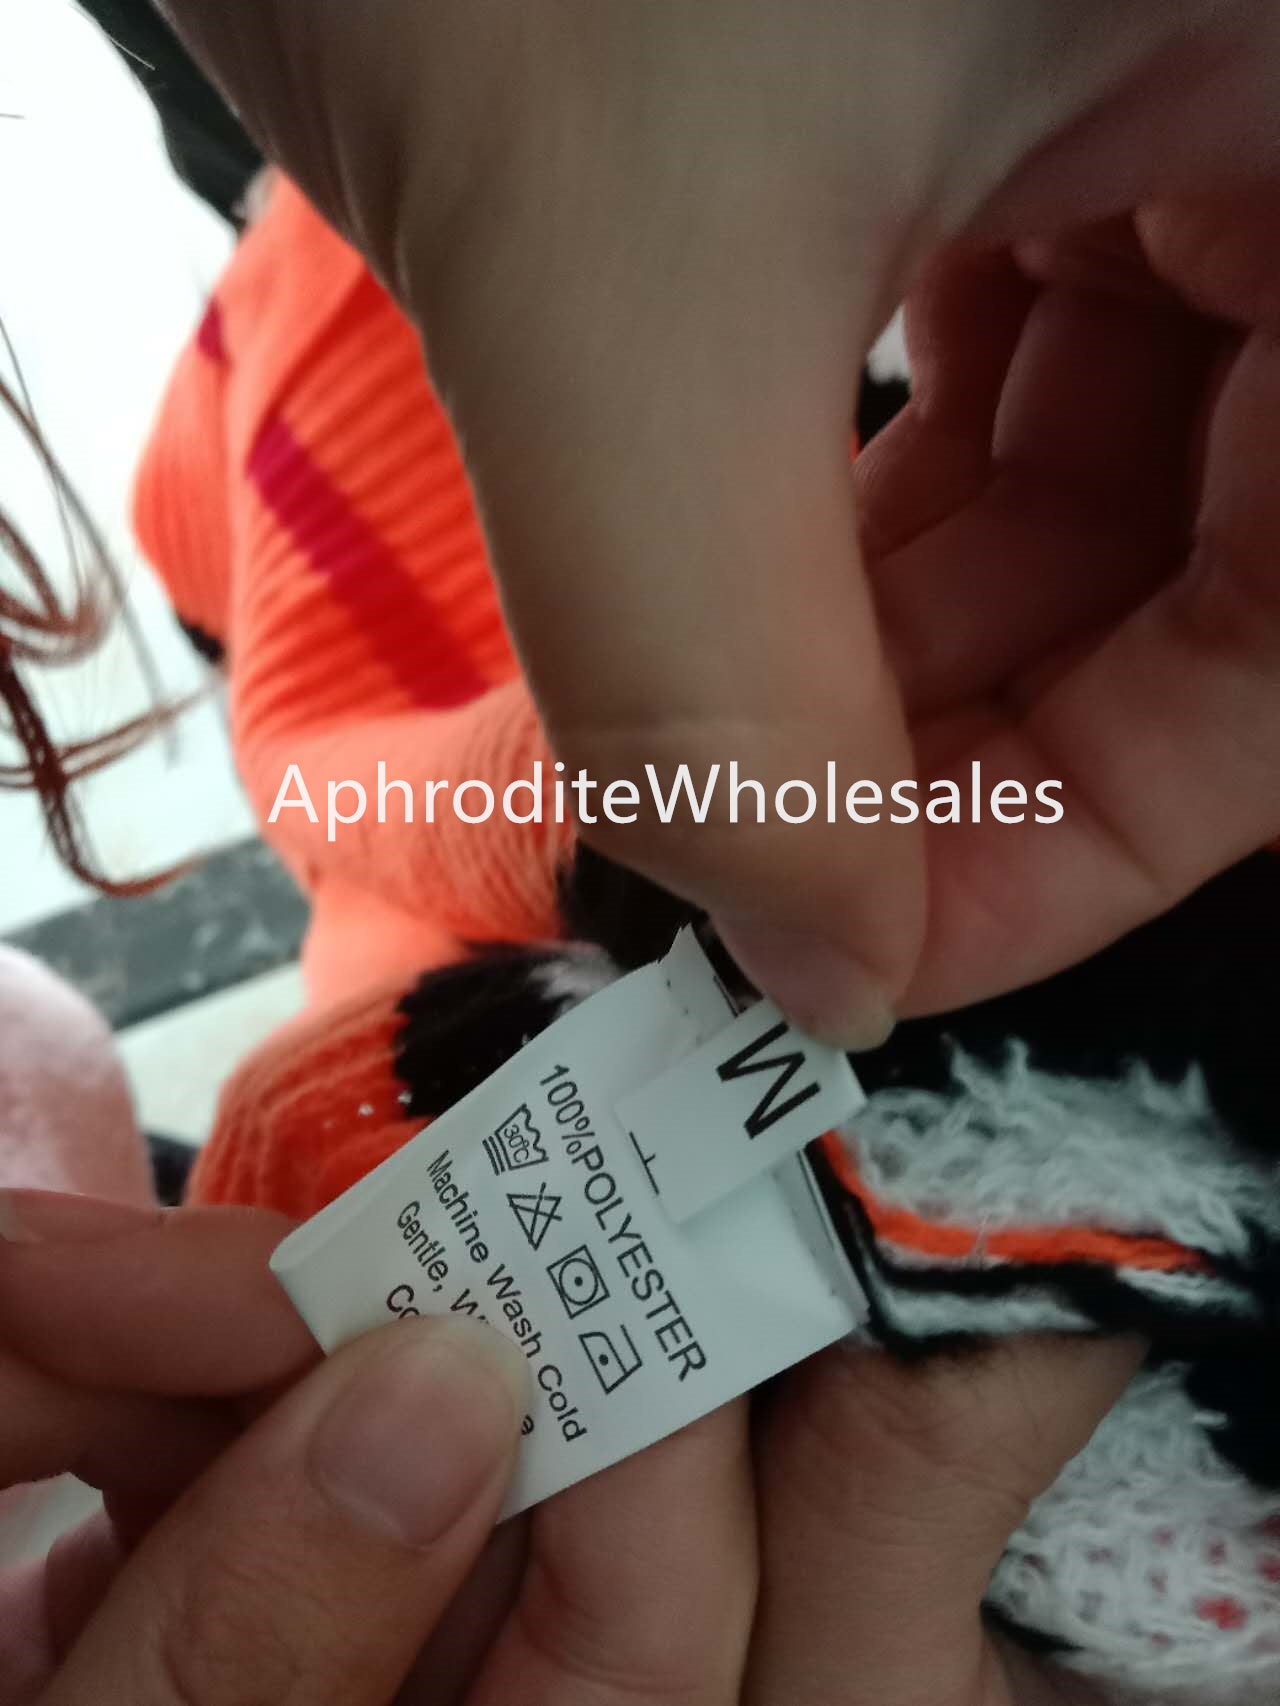 AphroditeWholesales
M
100%POLYESTER
30℃
Machine Wash Cold
Gentle,